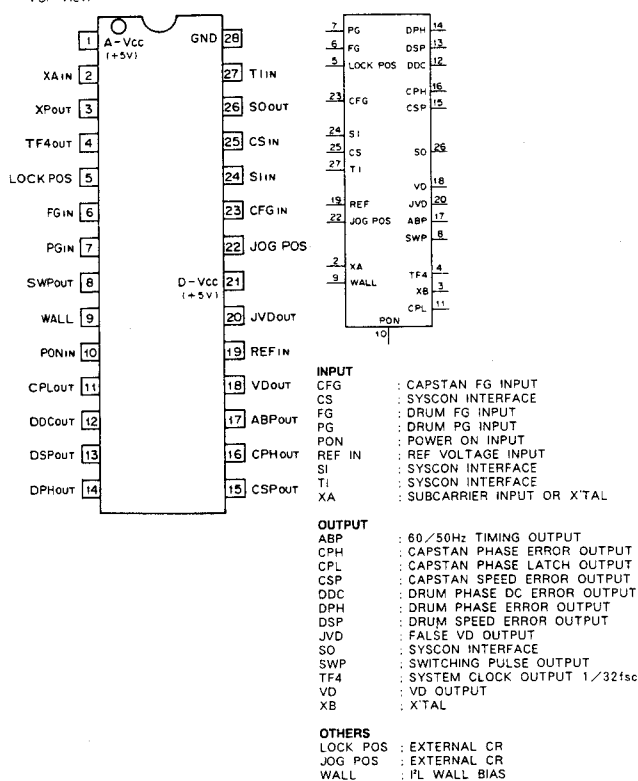 TOP VIEW
1 A-Vcc (+5V)
GND 28
XAIN 2
27 TIIN
XPOUT 3
26 SOOUT
TF4OUT 4
25 CSIN
LOCK POS 5
24 SIIN
FGIN 6
23 CFGIN
PGIN 7
22 JOG POS
SWPOUT 8
D-Vcc (+5V) 21
WALL 9
20 JVDOUT
PONIN 10
19 REFIN
CPLOUT 11
18 VDOUT
DDCOUT 12
17 ABPOUT
DSPOUT 13
16 CPHOUT
DPHOUT 14
15 CSPOUT
7 PG
DPH 14
6 FG
DSP 13
5 LOCK POS
DDC 12
CPH 16
23 CFG
CSP 15
24 SI
25 CS
SO 26
27 TI
VD 18
19 REF
JVD 20
22 JOG POS
ABP 17
SWP 8
2 XA
TF4 4
9 WALL
XB 3
CPL 11
PON
10
INPUT
CFG : CAPSTAN FG INPUT
CS : SYSCON INTERFACE
FG : DRUM FG INPUT
PG : DRUM PG INPUT
PON : POWER ON INPUT
REF IN : REF VOLTAGE INPUT
SI : SYSCON INTERFACE
TI : SYSCON INTERFACE
XA : SUBCARRIER INPUT OR X'TAL
OUTPUT
ABP : 60/50Hz TIMING OUTPUT
CPH : CAPSTAN PHASE ERROR OUTPUT
CPL : CAPSTAN PHASE LATCH OUTPUT
CSP : CAPSTAN SPEED ERROR OUTPUT
DDC : DRUM PHASE DC ERROR OUTPUT
DPH : DRUM PHASE ERROR OUTPUT
DSP : DRUM SPEED ERROR OUTPUT
JVD : FALSE VD OUTPUT
SO : SYSCON INTERFACE
SWP : SWITCHING PULSE OUTPUT
TF4 : SYSTEM CLOCK OUTPUT 1/32fsc
VD : VD OUTPUT
XB : X'TAL
OTHERS
LOCK POS : EXTERNAL CR
JOG POS : EXTERNAL CR
WALL : I²L WALL BIAS